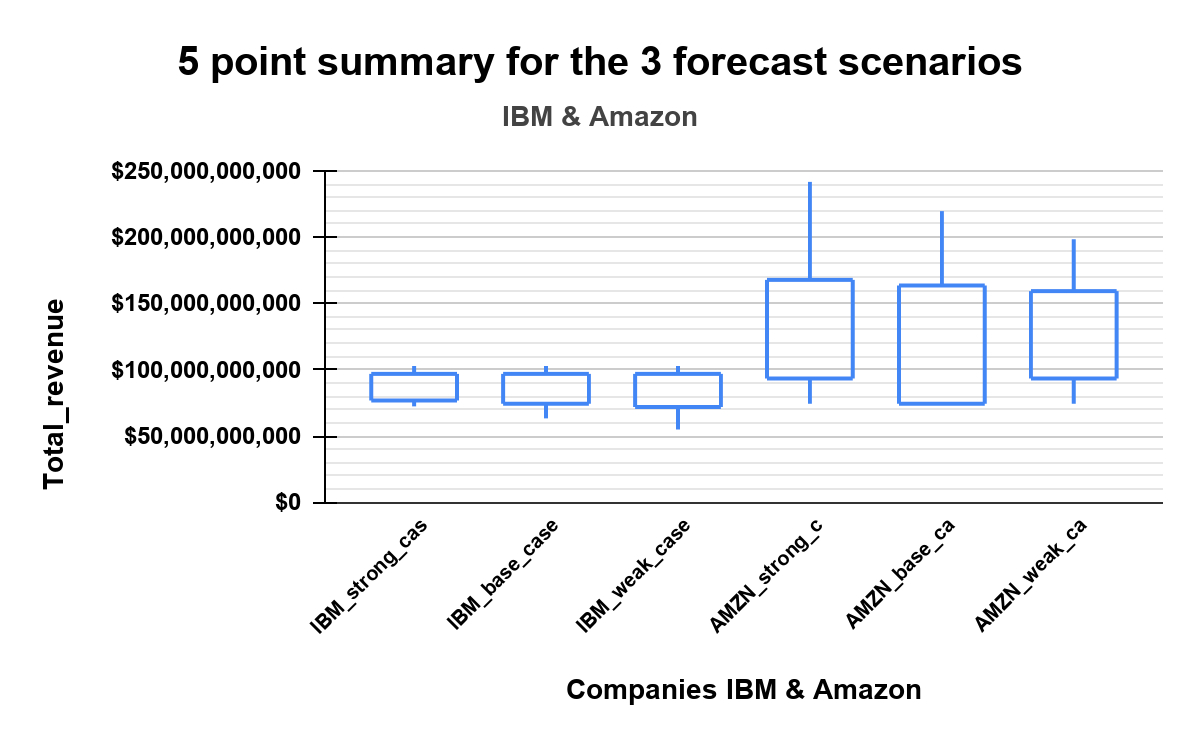 5 point summary for the 3 forecast scenarios
IBM & Amazon
$250,000,000,000
$200,000,000,000
$150,000,000,000
$100,000,000,000
$50,000,000,000
$0
Total_revenue
IBM_strong_cas
IBM_base_case
IBM_weak_case
AMZN_strong_c
AMZN_base_ca
AMZN_weak_ca
Companies IBM & Amazon